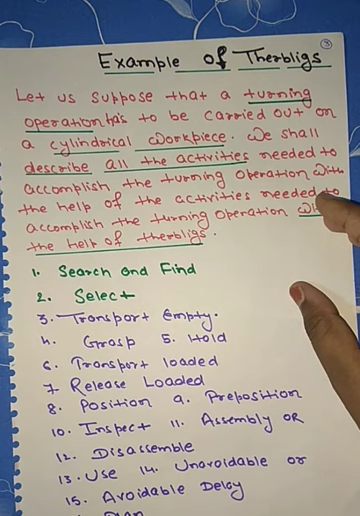 3
Example of Therbligs
Let us suppose that a turning
operation has to be carried out on
a cylindrical workpiece. We shall
describe all the activities needed to
accomplish the turning operation with
the help of the activities needed to
accomplish the turning operation
the help of therbligs.
1. Search and Find
2. Select
3. Transport Empty.
4. Grasp 5. Hold
6. Transport loaded
7. Release Loaded
8. Position 9. Preposition
10. Inspect 11. Assembly OR
12. Disassemble
13. Use 14. Unavoidable or
15. Avoidable Delay
Plan